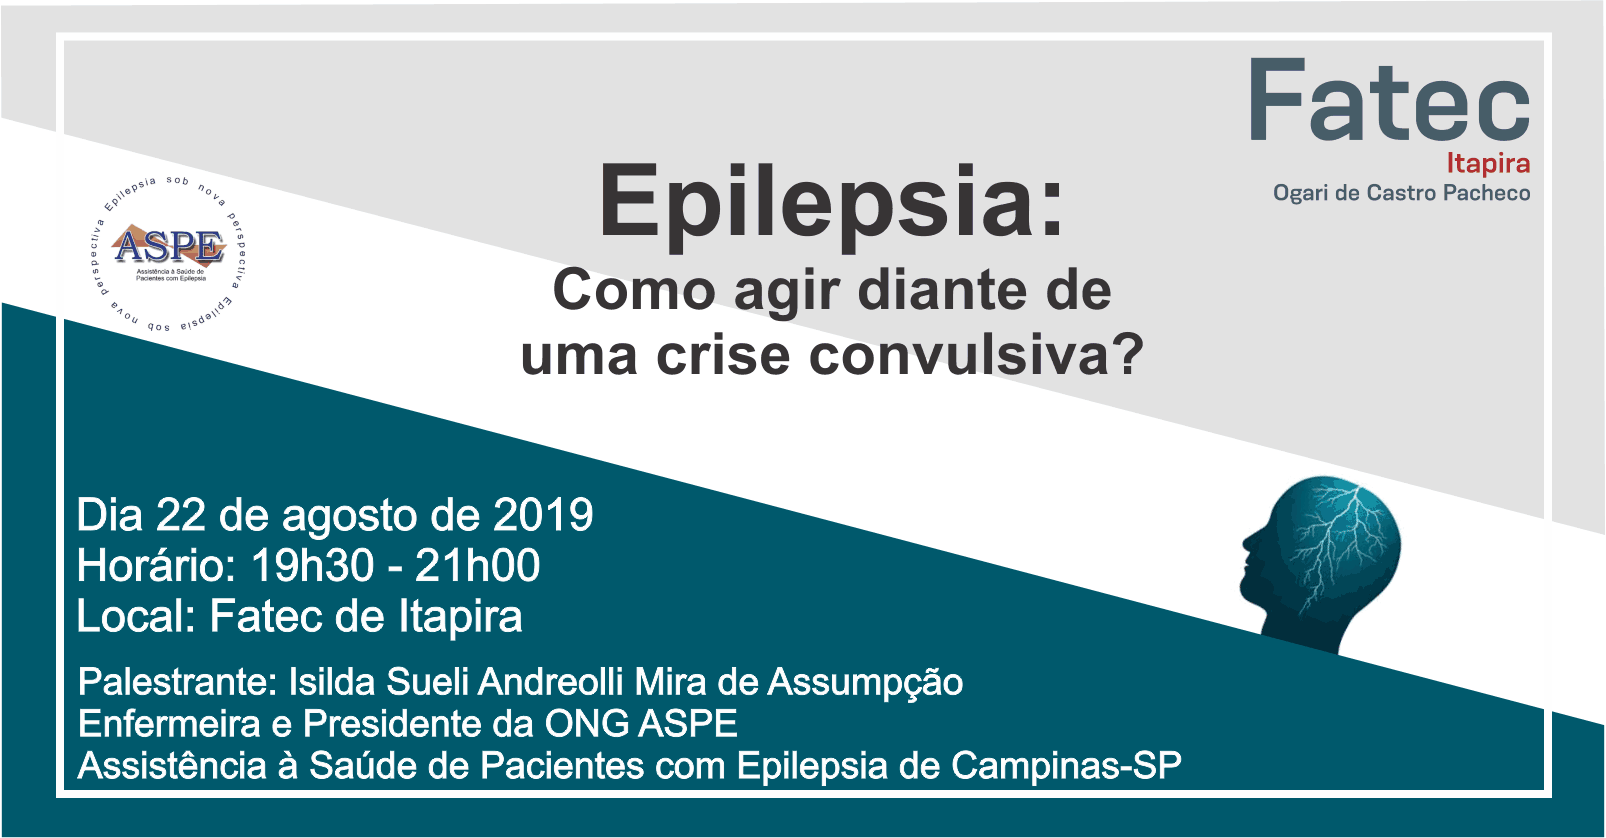 Fatec
Itapira
Ogari de Castro Pacheco
Epilepsia:
Como agir diante de
uma crise convulsiva?
Epilepsia sob nova perspectiva Epilepsia sob nova perspectiva
ASPE
Assistência à Saúde de
Pacientes com Epilepsia
Dia 22 de agosto de 2019
Horário: 19h30 - 21h00
Local: Fatec de Itapira
Palestrante: Isilda Sueli Andreolli Mira de Assumpção
Enfermeira e Presidente da ONG ASPE
Assistência à Saúde de Pacientes com Epilepsia de Campinas-SP